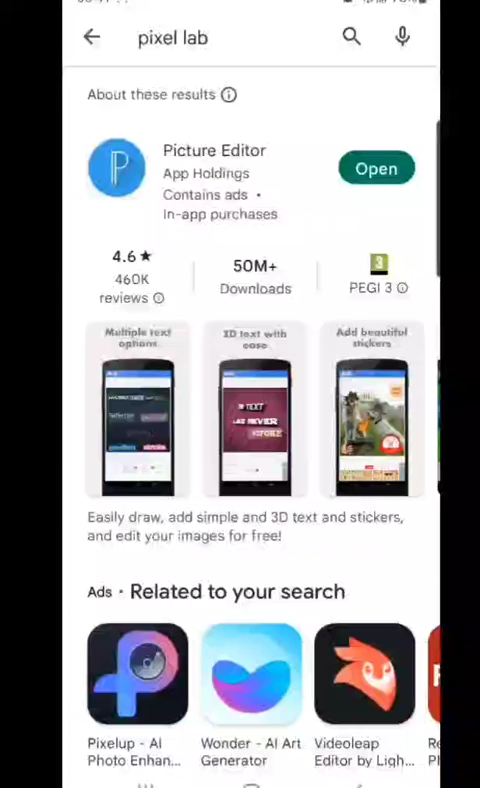 pixel lab
About these results
Picture Editor
App Holdings
Contains ads •
In-app purchases
Open
4.6★
460K
reviews
50M+
Downloads
3
PEGI 3
Multiple text
options
3D text with
ease
Add beautiful
stickers
Easily draw, add simple and 3D text and stickers,
and edit your images for free!
Ads • Related to your search
Pixelup - AI
Photo Enhan...
Wonder - AI Art
Generator
Videoleap
Editor by Ligh...